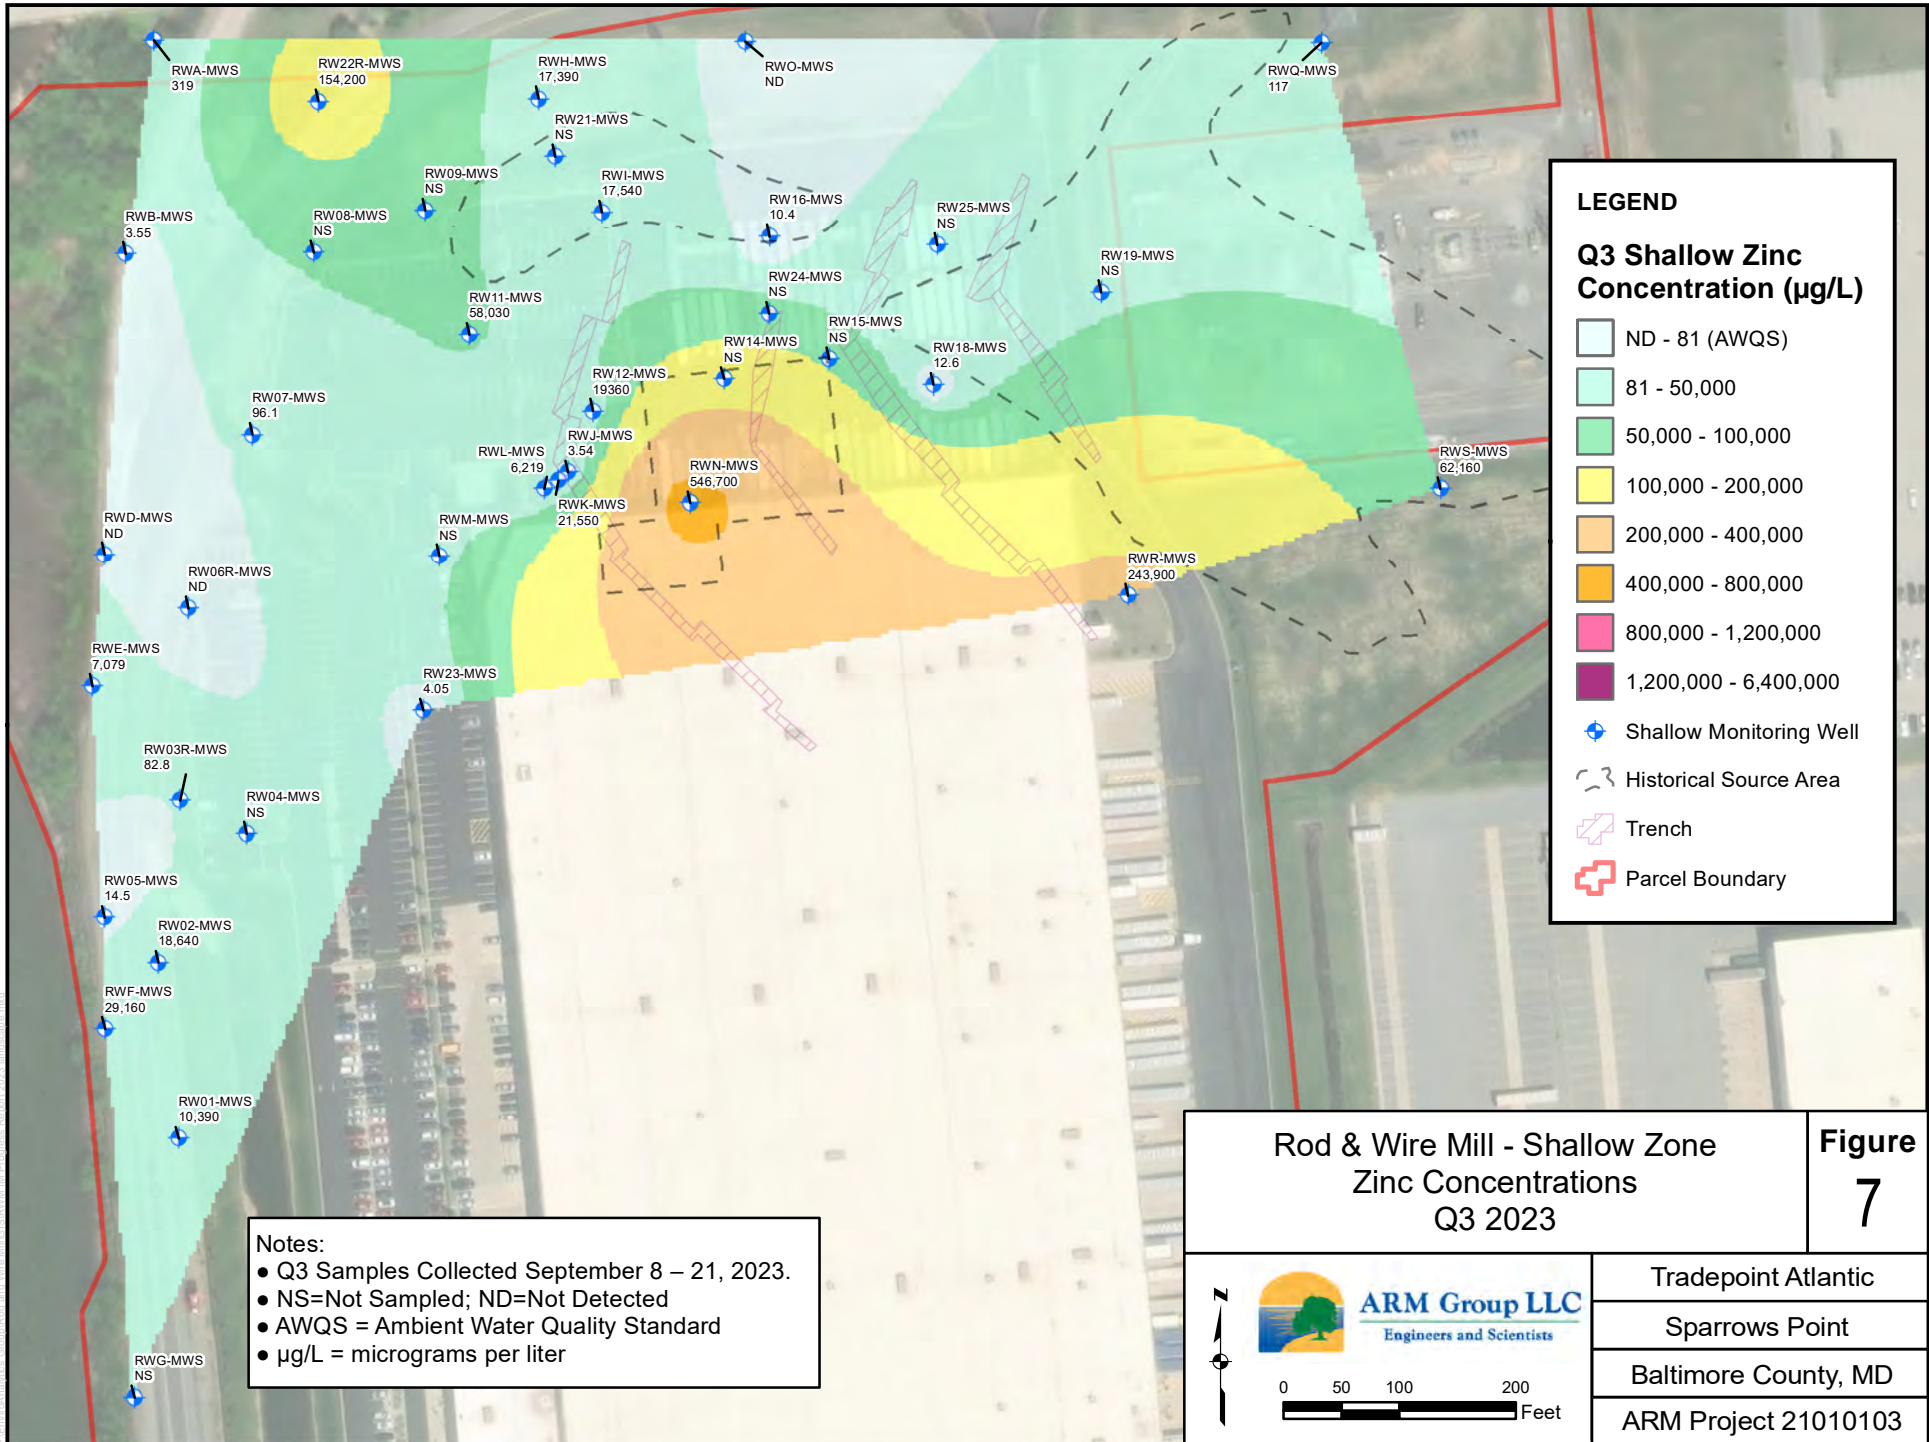 RWA-MWS
319
RW22R-MWS
154,200
RWH-MWS
17,390
RWO-MWS
ND
RWQ-MWS
117
RW21-MWS
NS
RW09-MWS
NS
RWI-MWS
17,540
RWB-MWS
3.55
RW08-MWS
NS
RW16-MWS
10.4
RW25-MWS
NS
RW19-MWS
NS
RW11-MWS
58,030
RW24-MWS
NS
RW15-MWS
NS
RW14-MWS
NS
RW18-MWS
12.6
RW12-MWS
19360
RW07-MWS
96.1
RWJ-MWS
3.54
RWL-MWS
6,219
RWK-MWS
21,550
RWN-MWS
546,700
RWS-MWS
62,160
RWD-MWS
ND
RWM-MWS
NS
RW06R-MWS
ND
RWR-MWS
243,900
RWE-MWS
7,079
RW23-MWS
4.05
RW03R-MWS
82.8
RW04-MWS
NS
RW05-MWS
14.5
RW02-MWS
18,640
RWF-MWS
29,160
RW01-MWS
10,390
RWG-MWS
NS
LEGEND
Q3 Shallow Zinc
Concentration (µg/L)
ND - 81 (AWQS)
81 - 50,000
50,000 - 100,000
100,000 - 200,000
200,000 - 400,000
400,000 - 800,000
800,000 - 1,200,000
1,200,000 - 6,400,000
Shallow Monitoring Well
Historical Source Area
Trench
Parcel Boundary
Notes:
● Q3 Samples Collected September 8 – 21, 2023.
● NS=Not Sampled; ND=Not Detected
● AWQS = Ambient Water Quality Standard
● µg/L = micrograms per liter
Rod & Wire Mill - Shallow Zone
Zinc Concentrations
Q3 2023
Figure
7
Z
ARM Group LLC
Engineers and Scientists
0 50 100 200
Feet
Tradepoint Atlantic
Sparrows Point
Baltimore County, MD
ARM Project 21010103